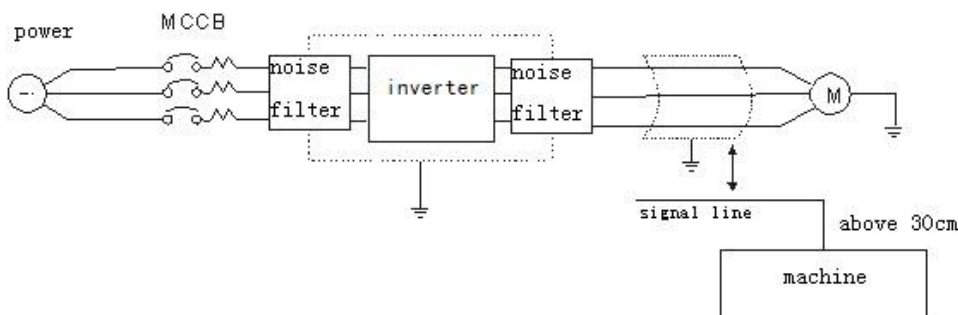 MCCB
power
noise
filter
inverter
noise
filter
M
signal line
above 30cm
machine